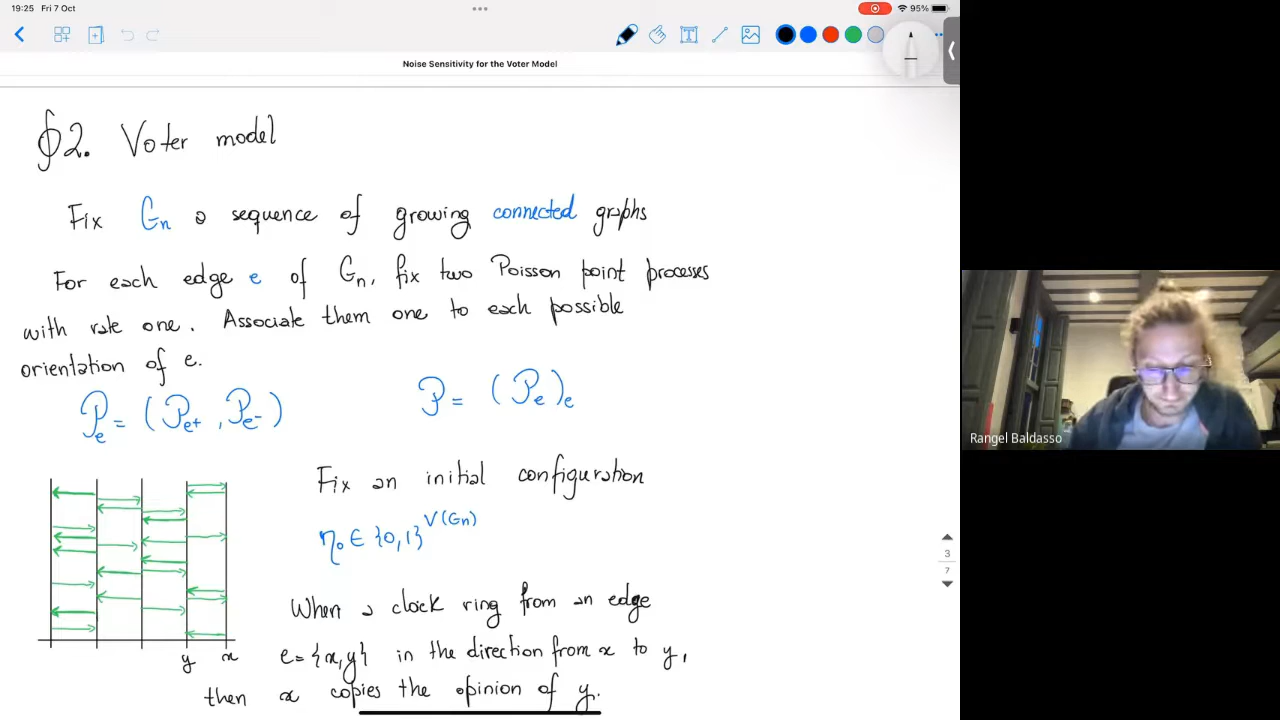 19:25 Fri 7 Oct
95%
Noise Sensitivity for the Voter Model
§2. Voter model
Fix Gn a sequence of growing connected graphs
For each edge e of Gn, fix two Poisson point processes
with rate one. Associate them one to each possible
orientation of e.
Pe = (Pe+, Pe-)
P = (Pe)e
Fix an initial configuration
η0 ∈ {0,1}^V(Gn)
When a clock ring from an edge
e = {x,y} in the direction from x to y,
then x copies the opinion of y.
y x
3
7
Rangel Baldasso